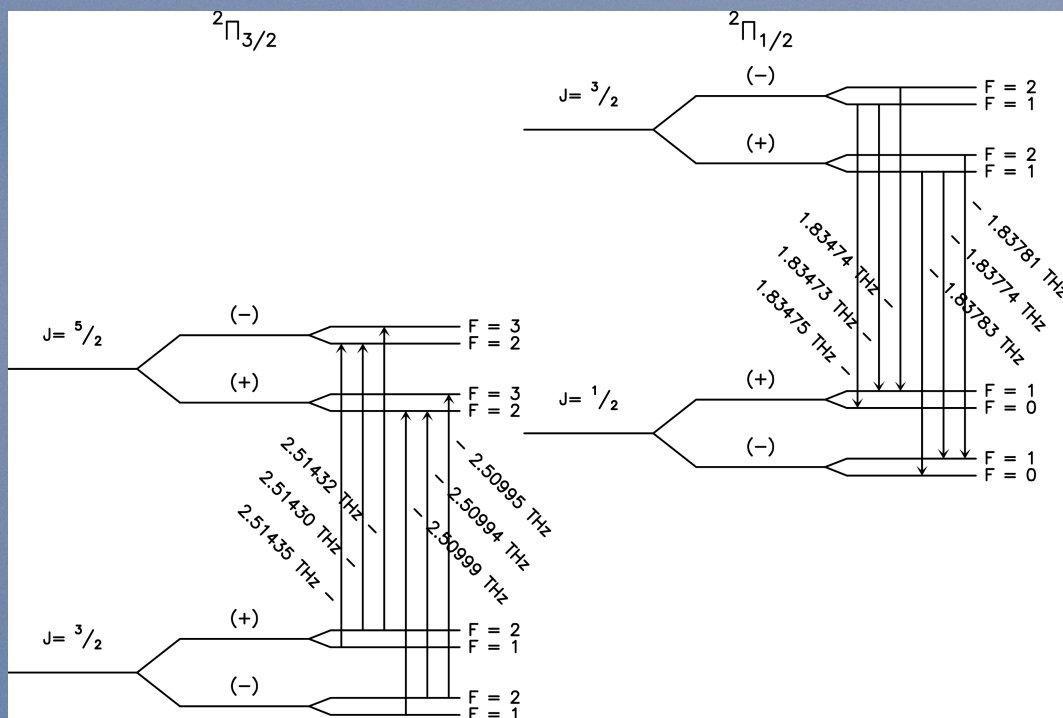 ²Π₃/₂
²Π₁/₂
J= ³/₂
(−)
F = 2
F = 1
(+)
F = 2
F = 1
1.83474 THz
1.83473 THz
1.83475 THz
1.83781 THz
1.83774 THz
1.83783 THz
J= ¹/₂
(+)
F = 1
F = 0
(−)
F = 1
F = 0
J= ⁵/₂
(−)
F = 3
F = 2
(+)
F = 3
F = 2
2.51432 THz
2.51430 THz
2.51435 THz
2.50995 THz
2.50994 THz
2.50999 THz
J= ³/₂
(+)
F = 2
F = 1
(−)
F = 2
F = 1